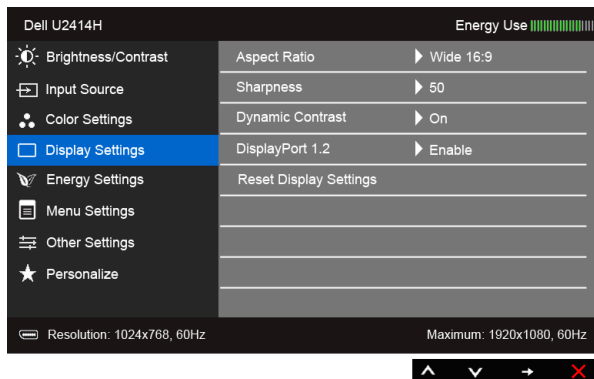 Dell U2414H Energy Use
Brightness/Contrast Aspect Ratio Wide 16:9
Input Source Sharpness 50
Color Settings Dynamic Contrast On
Display Settings DisplayPort 1.2 Enable
Energy Settings Reset Display Settings
Menu Settings
Other Settings
Personalize
Resolution: 1024x768, 60Hz Maximum: 1920x1080, 60Hz